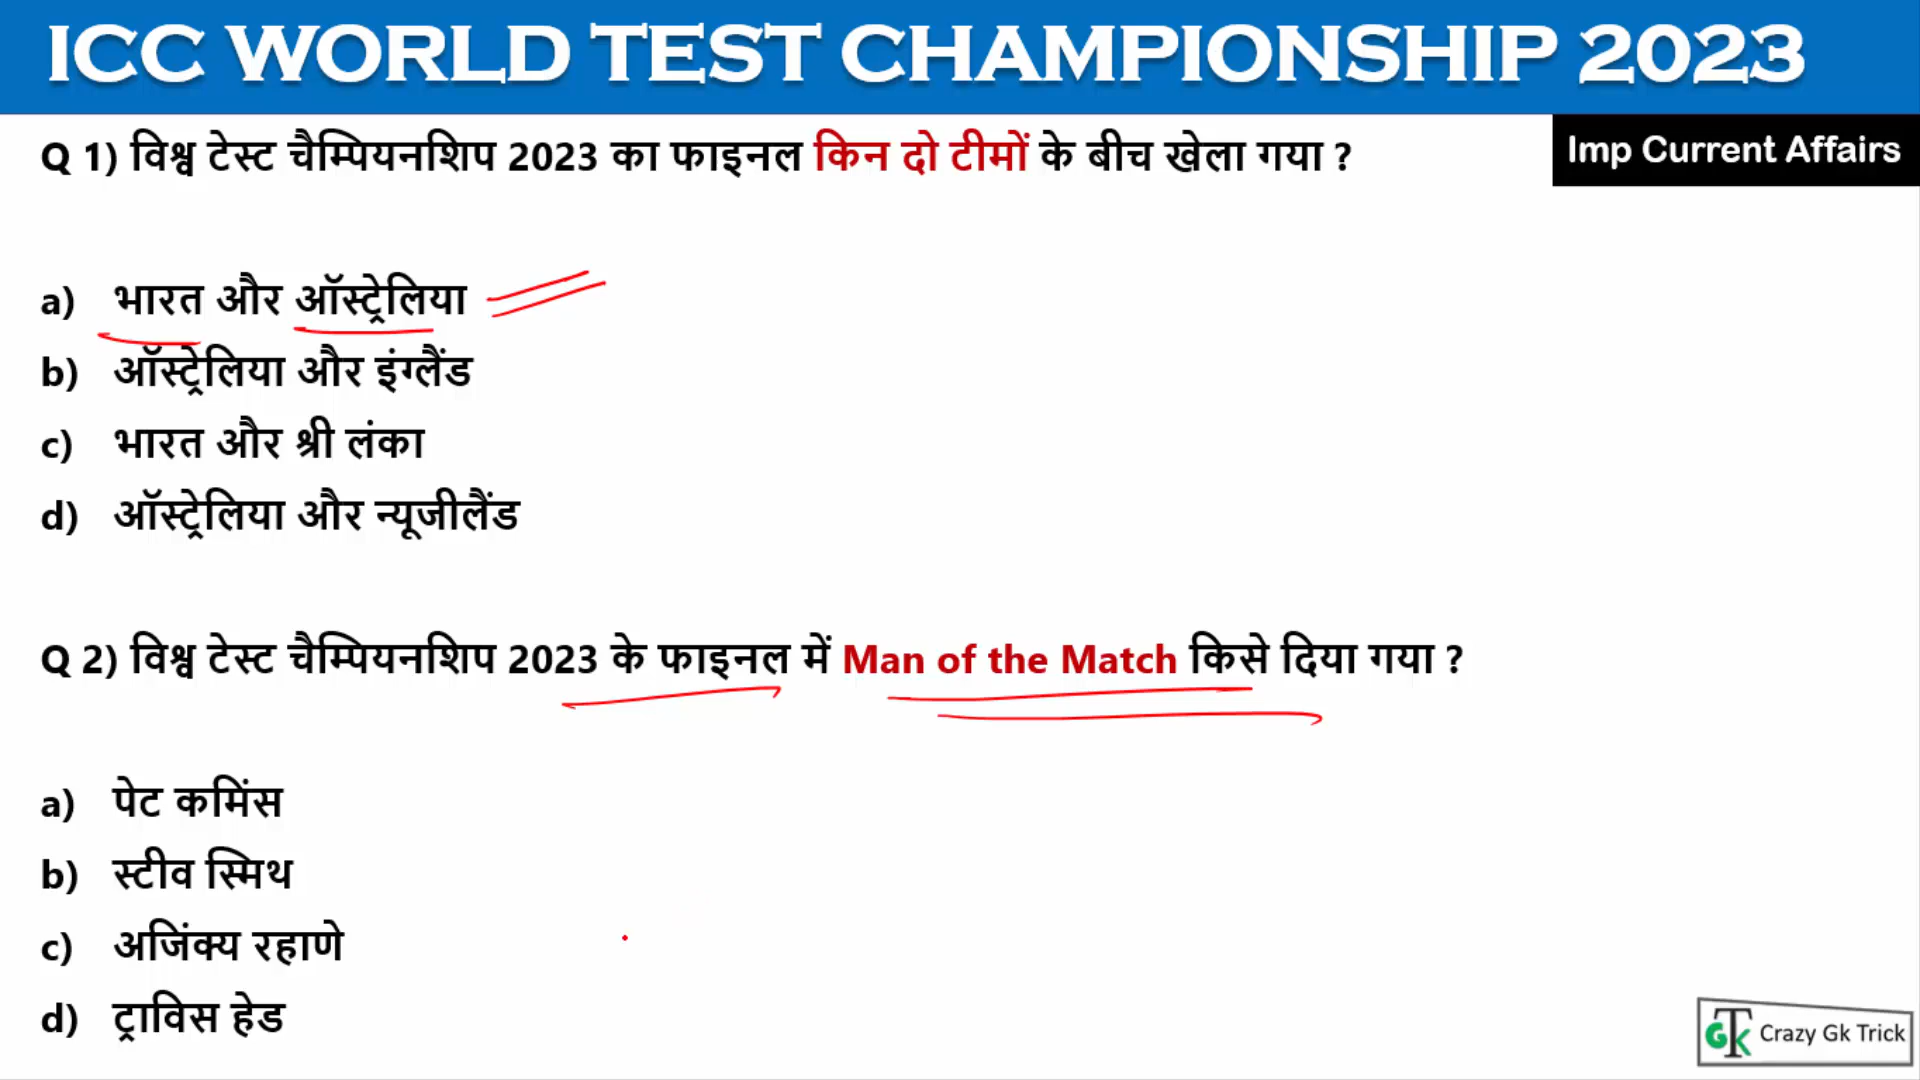 ICC WORLD TEST CHAMPIONSHIP 2023
Imp Current Affairs
Q 1) विश्व टेस्ट चैम्पियनशिप 2023 का फाइनल किन दो टीमों के बीच खेला गया ?
a) भारत और ऑस्ट्रेलिया
b) ऑस्ट्रेलिया और इंग्लैंड
c) भारत और श्री लंका
d) ऑस्ट्रेलिया और न्यूजीलैंड
Q 2) विश्व टेस्ट चैम्पियनशिप 2023 के फाइनल में Man of the Match किसे दिया गया ?
a) पेट कमिंस
b) स्टीव स्मिथ
c) अजिंक्य रहाणे
d) ट्राविस हेड
GTK Crazy Gk Trick